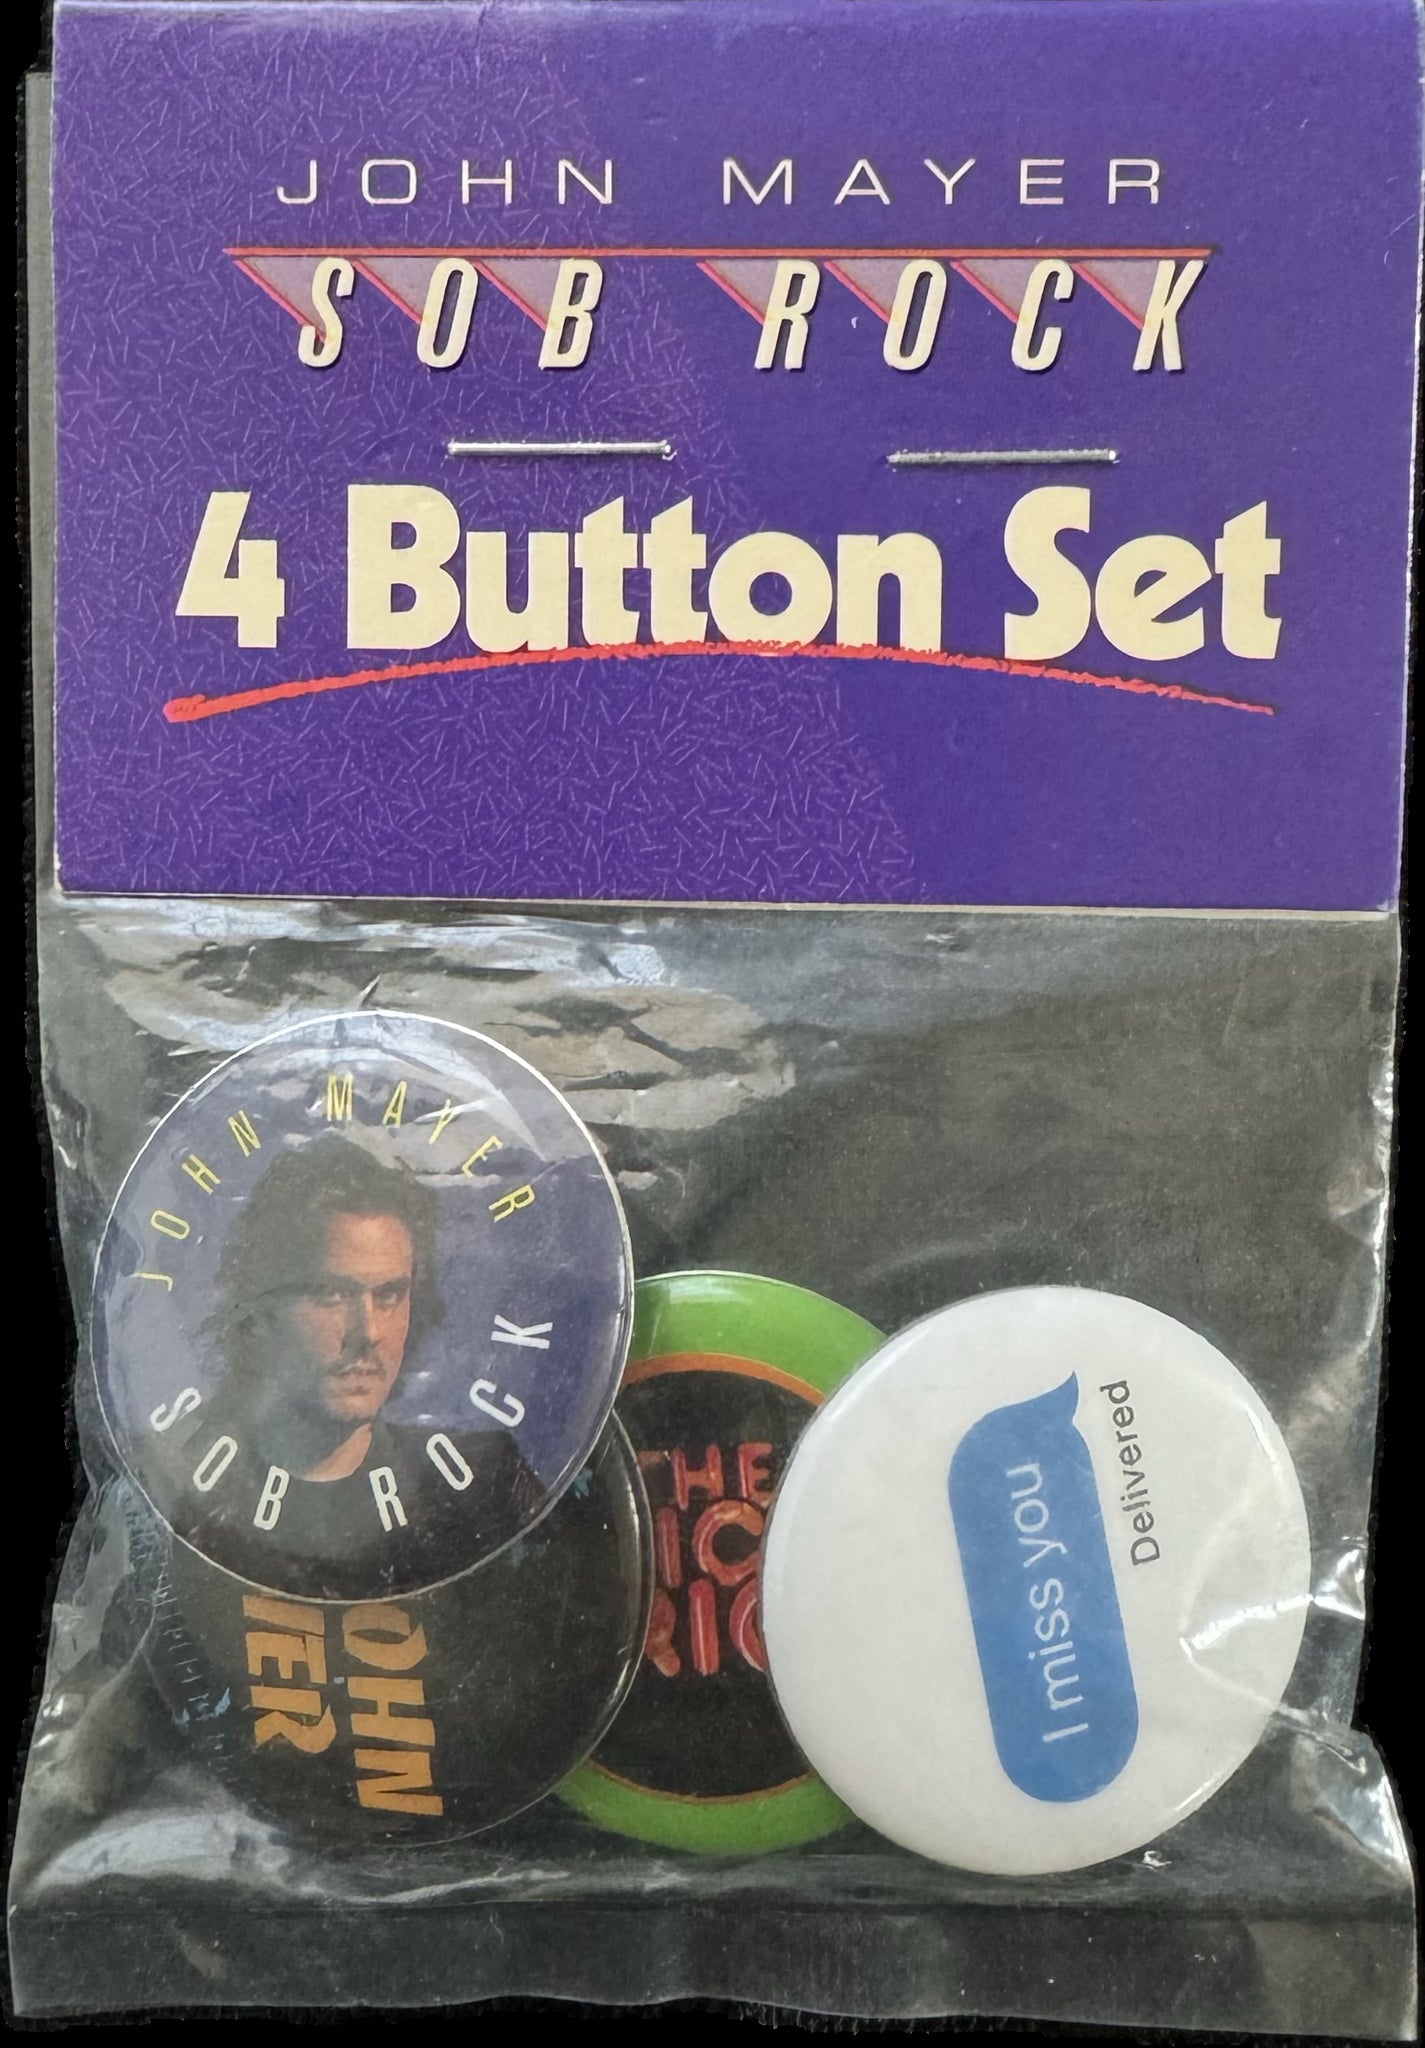 JOHN MAYER
SOB ROCK
4 Button Set
JOHN MAYER
SOB ROCK
I miss you
Delivered